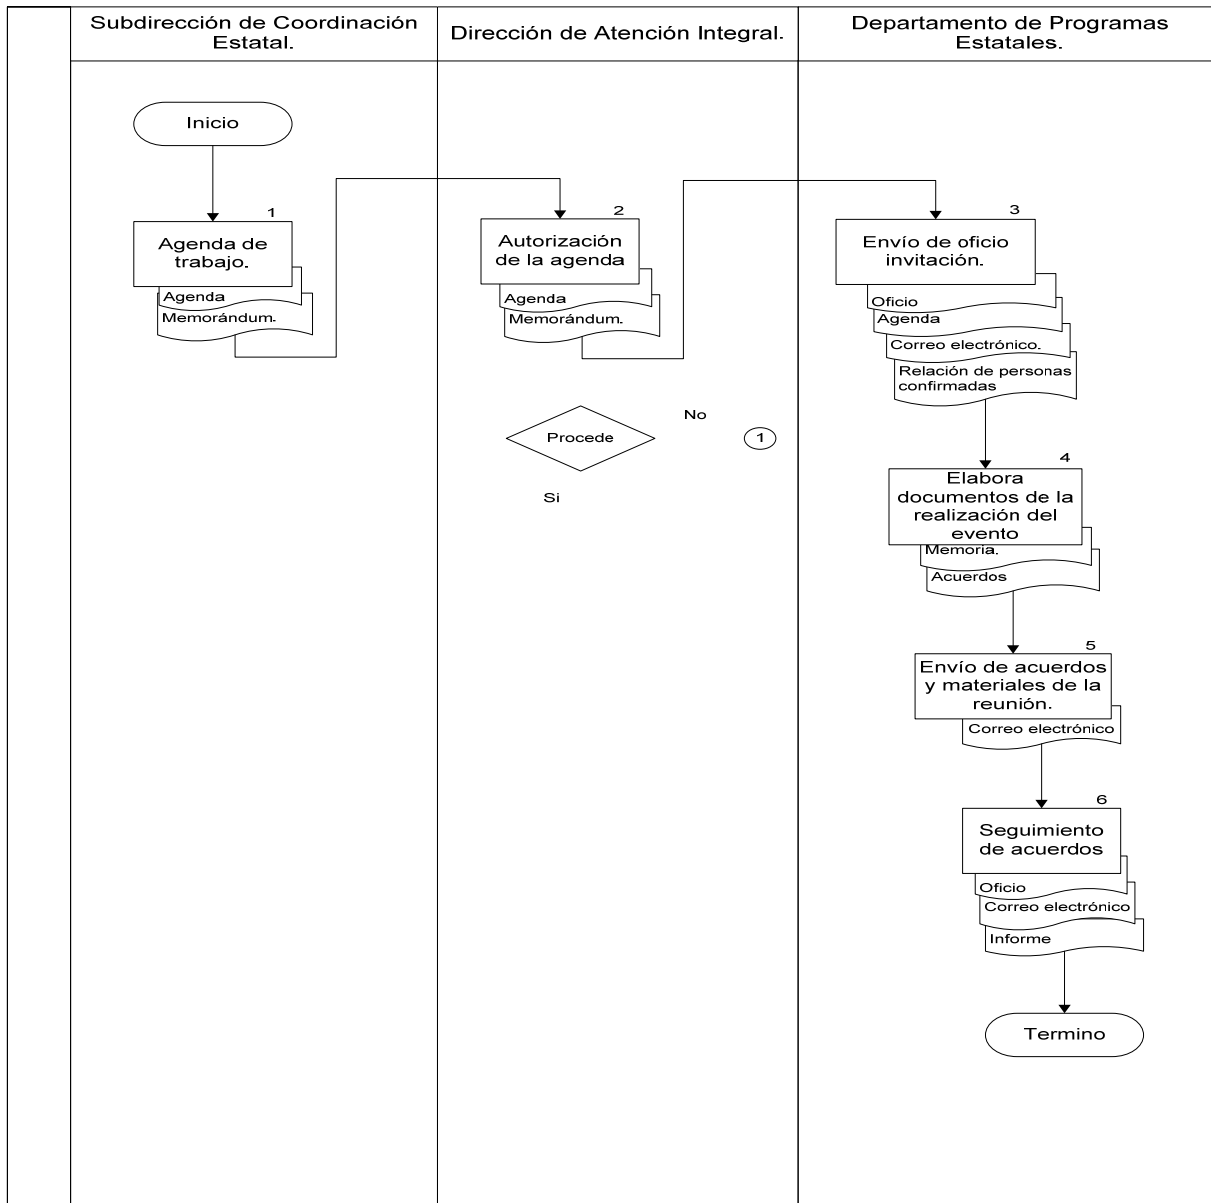 Subdirección de Coordinación
Estatal.
Dirección de Atención Integral.
Departamento de Programas
Estatales.
Inicio
1
Agenda de
trabajo.
Agenda
Memorándum.
2
Autorización
de la agenda
Agenda
Memorándum.
Procede
No
1
Si
3
Envío de oficio
invitación.
Oficio
Agenda
Correo electrónico.
Relación de personas
confirmadas
4
Elabora
documentos de la
realización del
evento
Memoria.
Acuerdos
5
Envío de acuerdos
y materiales de la
reunión.
Correo electrónico
6
Seguimiento
de acuerdos
Oficio
Correo electrónico
Informe
Termino